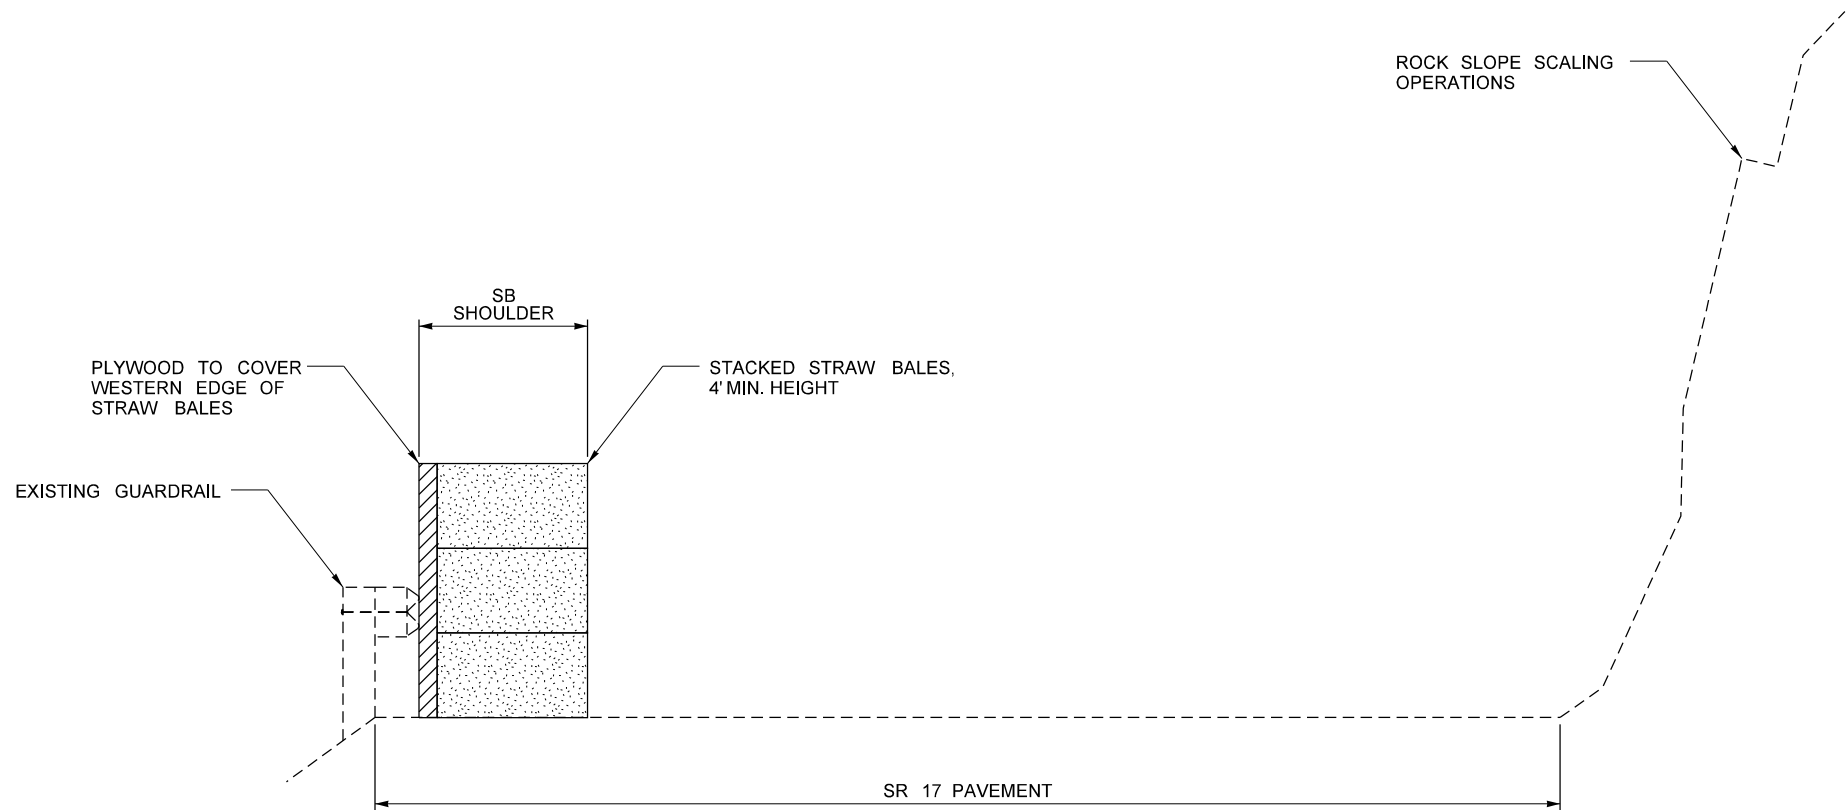 ROCK SLOPE SCALING
OPERATIONS
SB
SHOULDER
PLYWOOD TO COVER
WESTERN EDGE OF
STRAW BALES
STACKED STRAW BALES,
4' MIN. HEIGHT
EXISTING GUARDRAIL
SR 17 PAVEMENT